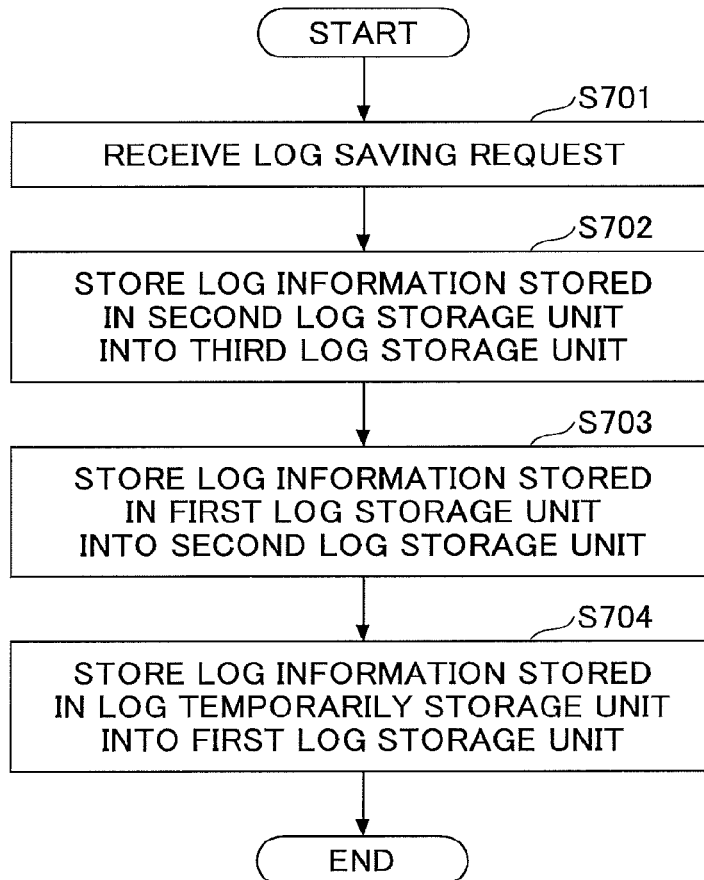 START
S701
RECEIVE LOG SAVING REQUEST
S702
STORE LOG INFORMATION STORED
IN SECOND LOG STORAGE UNIT
INTO THIRD LOG STORAGE UNIT
S703
STORE LOG INFORMATION STORED
IN FIRST LOG STORAGE UNIT
INTO SECOND LOG STORAGE UNIT
S704
STORE LOG INFORMATION STORED
IN LOG TEMPORARILY STORAGE UNIT
INTO FIRST LOG STORAGE UNIT
END